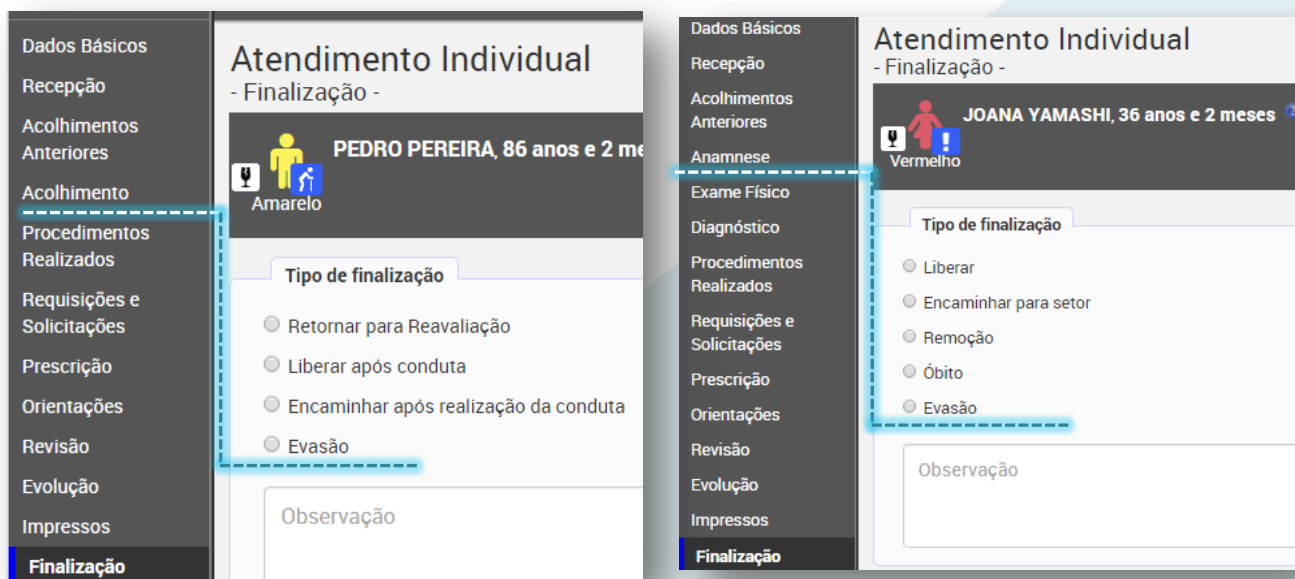 Dados Básicos
Recepção
Acolhimentos
Anteriores
Acolhimento
Procedimentos
Realizados
Requisições e
Solicitações
Prescrição
Orientações
Revisão
Evolução
Impressos
Finalização
Atendimento Individual
- Finalização -
PEDRO PEREIRA, 86 anos e 2 me
Amarelo
Tipo de finalização
Retornar para Reavaliação
Liberar após conduta
Encaminhar após realização da conduta
Evasão
Observação
Dados Básicos
Recepção
Acolhimentos
Anteriores
Anamnese
Exame Físico
Diagnóstico
Procedimentos
Realizados
Requisições e
Solicitações
Prescrição
Orientações
Revisão
Evolução
Impressos
Finalização
Atendimento Individual
- Finalização -
JOANA YAMASHI, 36 anos e 2 meses
Vermelho
Tipo de finalização
Liberar
Encaminhar para setor
Remoção
Óbito
Evasão
Observação